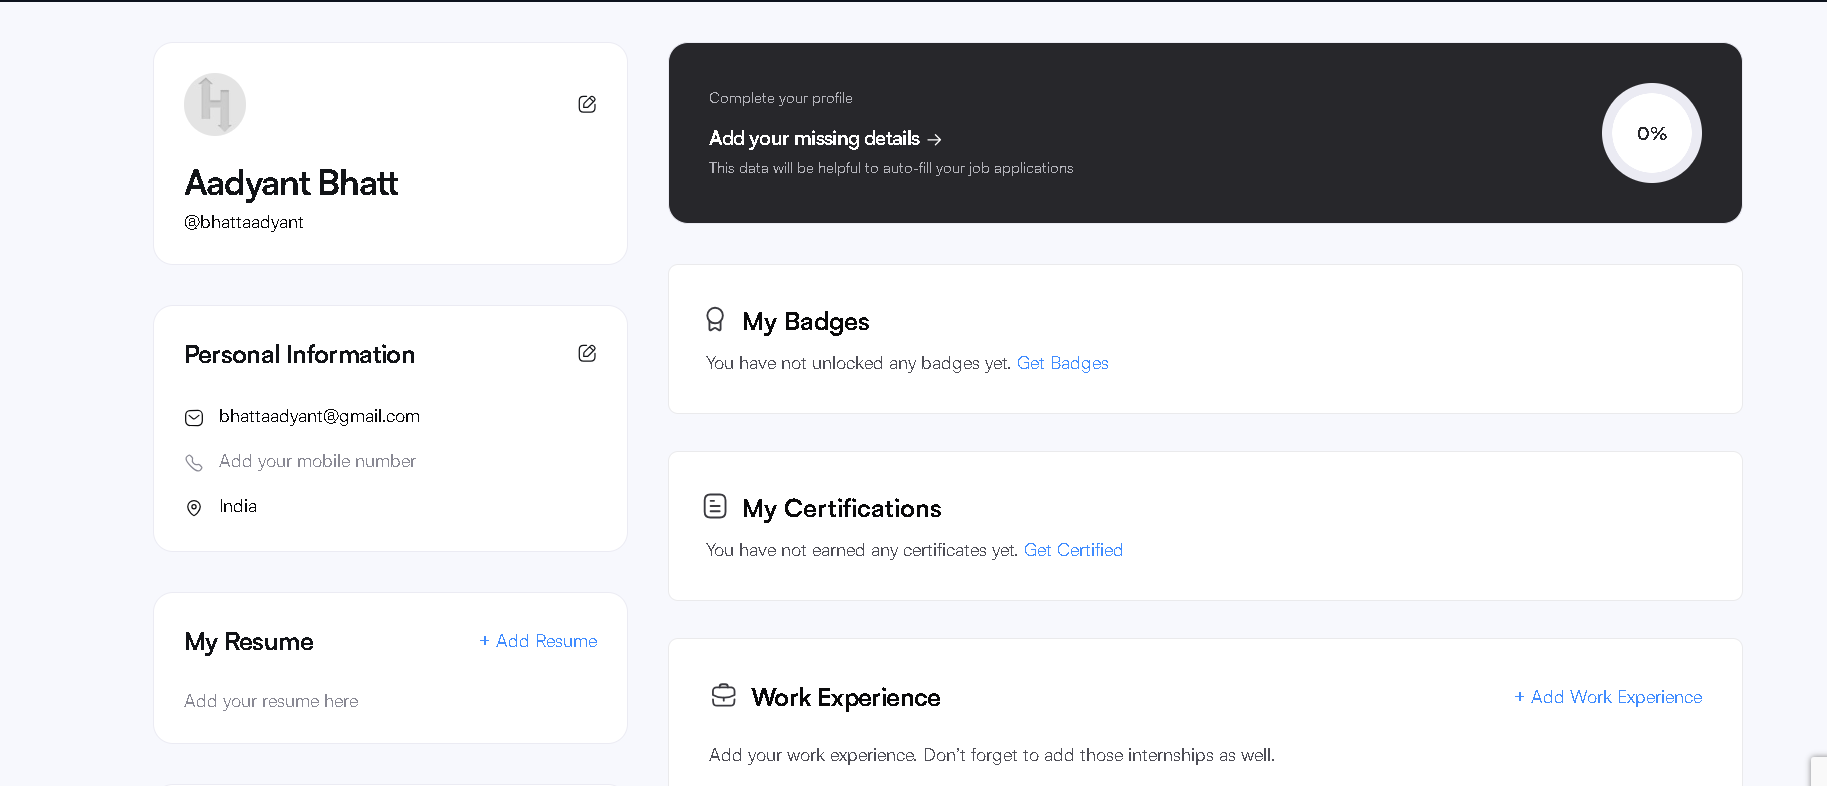 Aadyant Bhatt
@bhattaadyant
Personal Information
bhattaadyant@gmail.com
Add your mobile number
India
My Resume
+ Add Resume
Add your resume here
Complete your profile
Add your missing details →
This data will be helpful to auto-fill your job applications
0%
My Badges
You have not unlocked any badges yet. Get Badges
My Certifications
You have not earned any certificates yet. Get Certified
Work Experience
+ Add Work Experience
Add your work experience. Don't forget to add those internships as well.